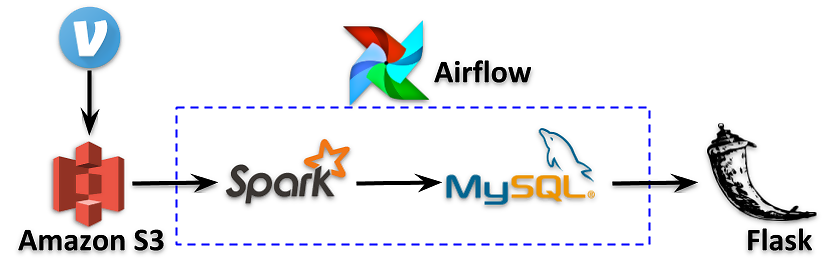 V
Airflow
Spark
MySQL®
Amazon S3
Flask